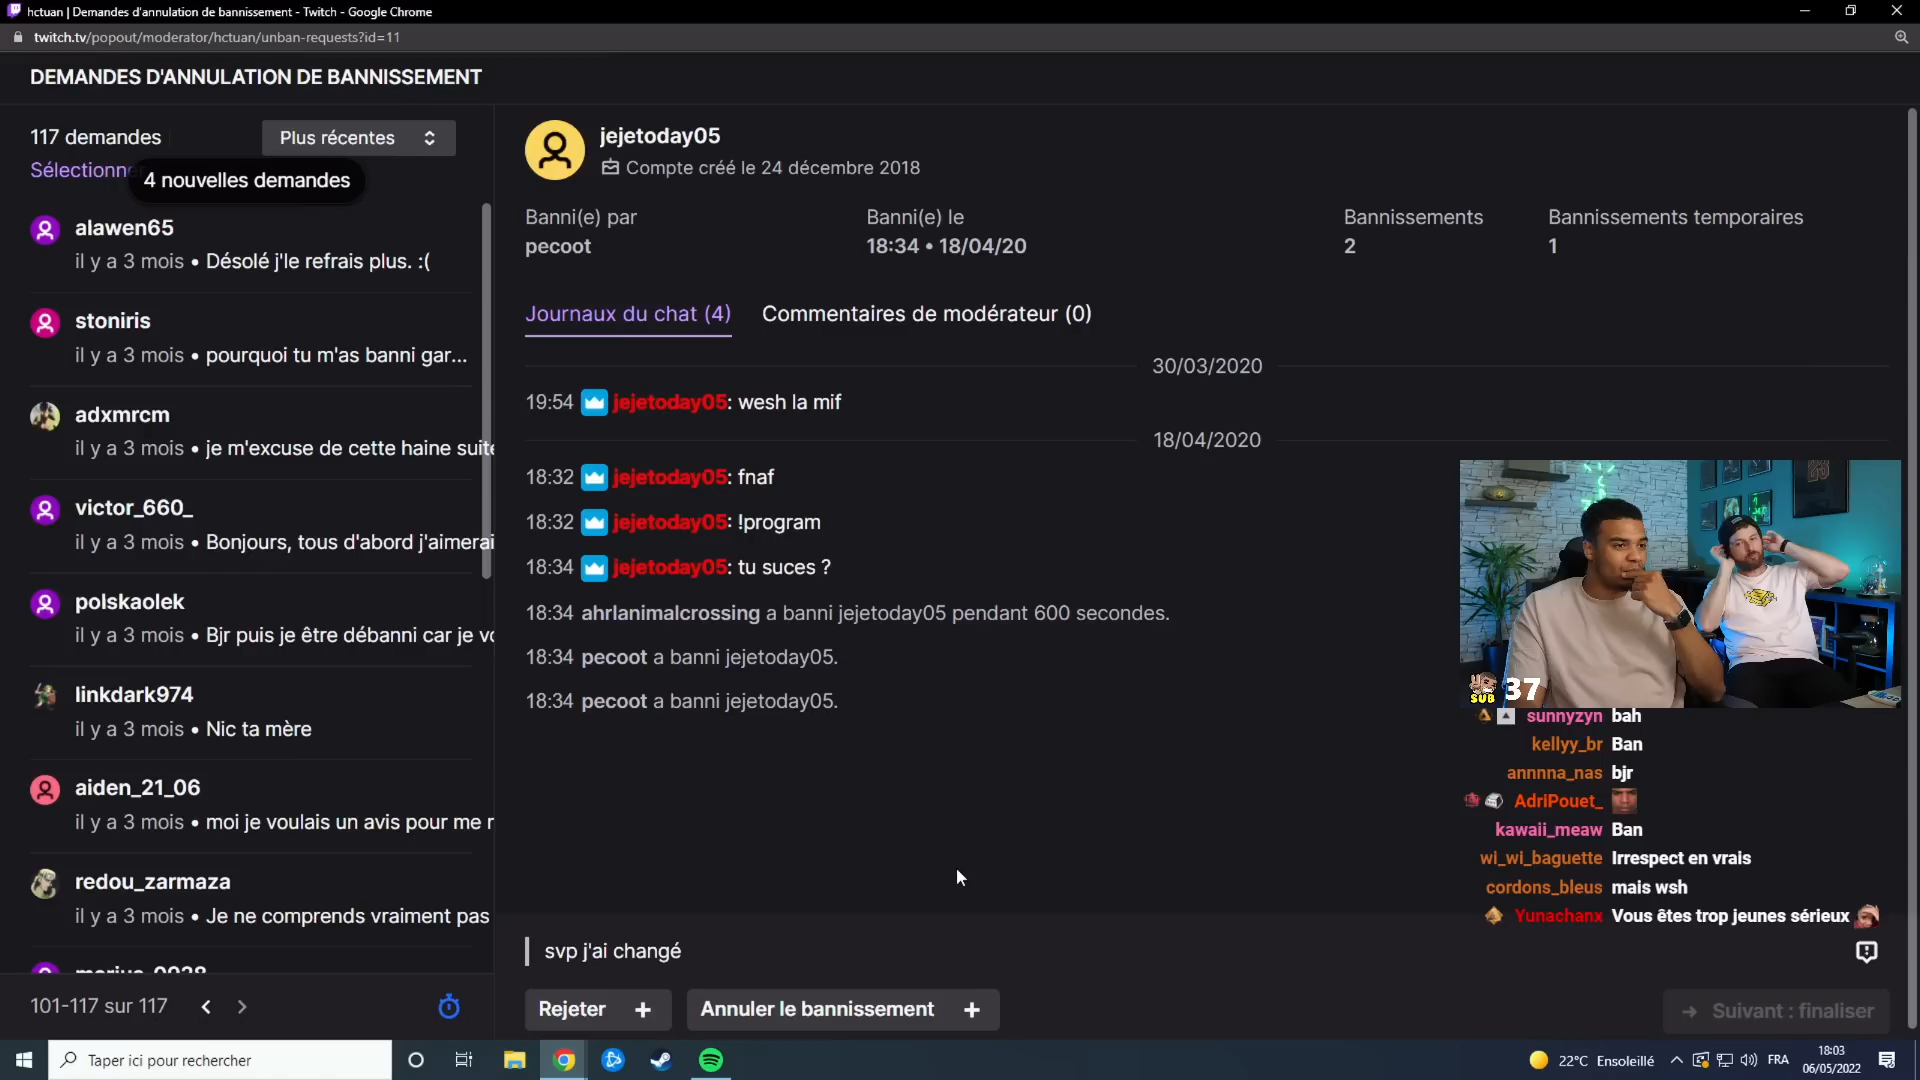 hctuan | Demandes d'annulation de bannissement - Twitch - Google Chrome
twitch.tv/popout/moderator/hctuan/unban-requests?id=11
DEMANDES D'ANNULATION DE BANNISSEMENT
117 demandes
Plus récentes
Sélectionne
4 nouvelles demandes
alawen65
il y a 3 mois • Désolé j'le refrais plus. :(
stoniris
il y a 3 mois • pourquoi tu m'as banni gar...
adxmrcm
il y a 3 mois • je m'excuse de cette haine suite
victor_660_
il y a 3 mois • Bonjours, tous d'abord j'aimerai
polskaolek
il y a 3 mois • Bjr puis je être débanni car je vo
linkdark974
il y a 3 mois • Nic ta mère
aiden_21_06
il y a 3 mois • moi je voulais un avis pour me r
redou_zarmaza
il y a 3 mois • Je ne comprends vraiment pas
101-117 sur 117
jejetoday05
Compte créé le 24 décembre 2018
Banni(e) par
pecoot
Banni(e) le
18:34 • 18/04/20
Bannissements
2
Bannissements temporaires
1
Journaux du chat (4)
Commentaires de modérateur (0)
30/03/2020
19:54 jejetoday05: wesh la mif
18/04/2020
18:32 jejetoday05: fnaf
18:32 jejetoday05: !program
18:34 jejetoday05: tu suces ?
18:34 ahrlanimalcrossing a banni jejetoday05 pendant 600 secondes.
18:34 pecoot a banni jejetoday05.
18:34 pecoot a banni jejetoday05.
23
SUB 37
sunnyzyn bah
kellyy_br Ban
annnna_nas bjr
AdriPouet_
kawaii_meaw Ban
wi_wi_baguette Irrespect en vrais
cordons_bleus mais wsh
Yunachanx Vous êtes trop jeunes sérieux
svp j'ai changé
Rejeter +
Annuler le bannissement +
→ Suivant : finaliser
Taper ici pour rechercher
22°C Ensoleillé
FRA
18:03
06/05/2022